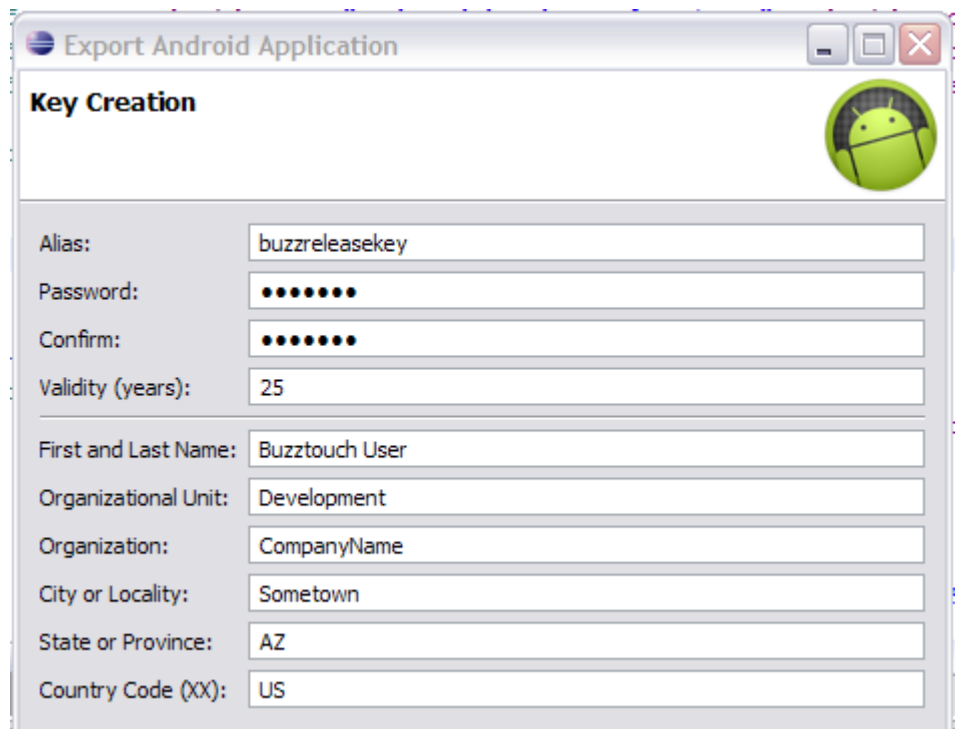 Export Android Application
Key Creation
Alias: buzzreleasekey
Password: •••••••
Confirm: •••••••
Validity (years): 25
First and Last Name: Buzztouch User
Organizational Unit: Development
Organization: CompanyName
City or Locality: Sometown
State or Province: AZ
Country Code (XX): US